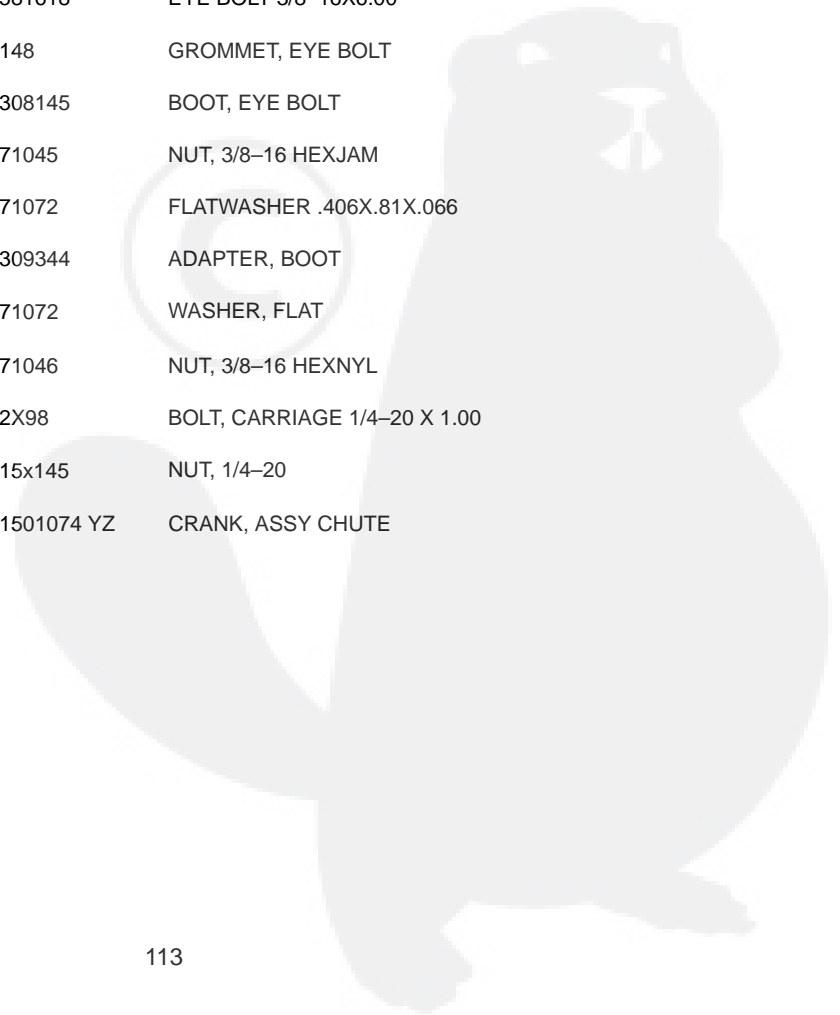 148 GROMMET, EYE BOLT
308145 BOOT, EYE BOLT
71045 NUT, 3/8–16 HEXJAM
71072 FLATWASHER .406X.81X.066
309344 ADAPTER, BOOT
71072 WASHER, FLAT
71046 NUT, 3/8–16 HEXNYL
2X98 BOLT, CARRIAGE 1/4–20 X 1.00
15x145 NUT, 1/4–20
1501074 YZ CRANK, ASSY CHUTE
©
113